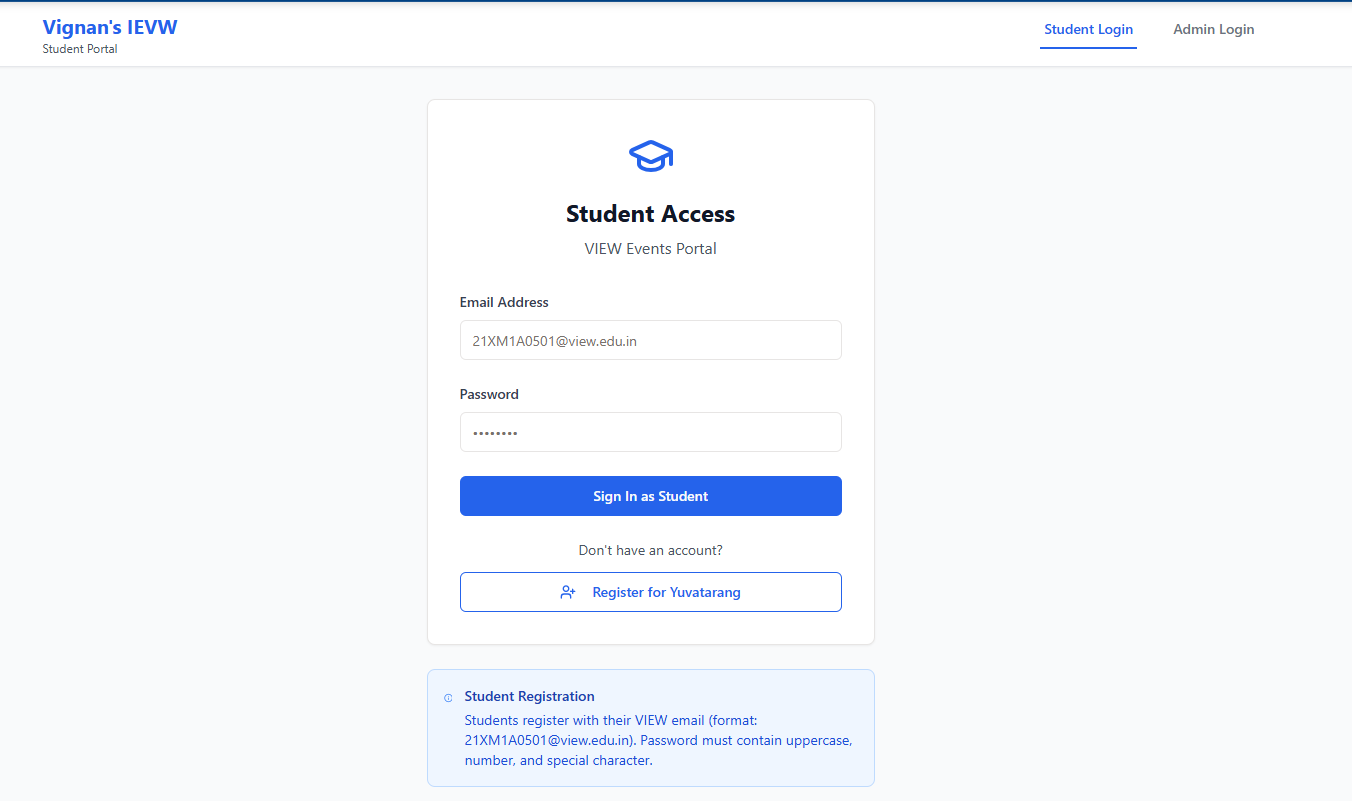 Vignan's IEVW
Student Portal
Student Login
Admin Login
Student Access
VIEW Events Portal
Email Address
21XM1A0501@view.edu.in
Password
••••••••
Sign In as Student
Don't have an account?
Register for Yuvatarang
Student Registration
Students register with their VIEW email (format:
21XM1A0501@view.edu.in). Password must contain uppercase,
number, and special character.